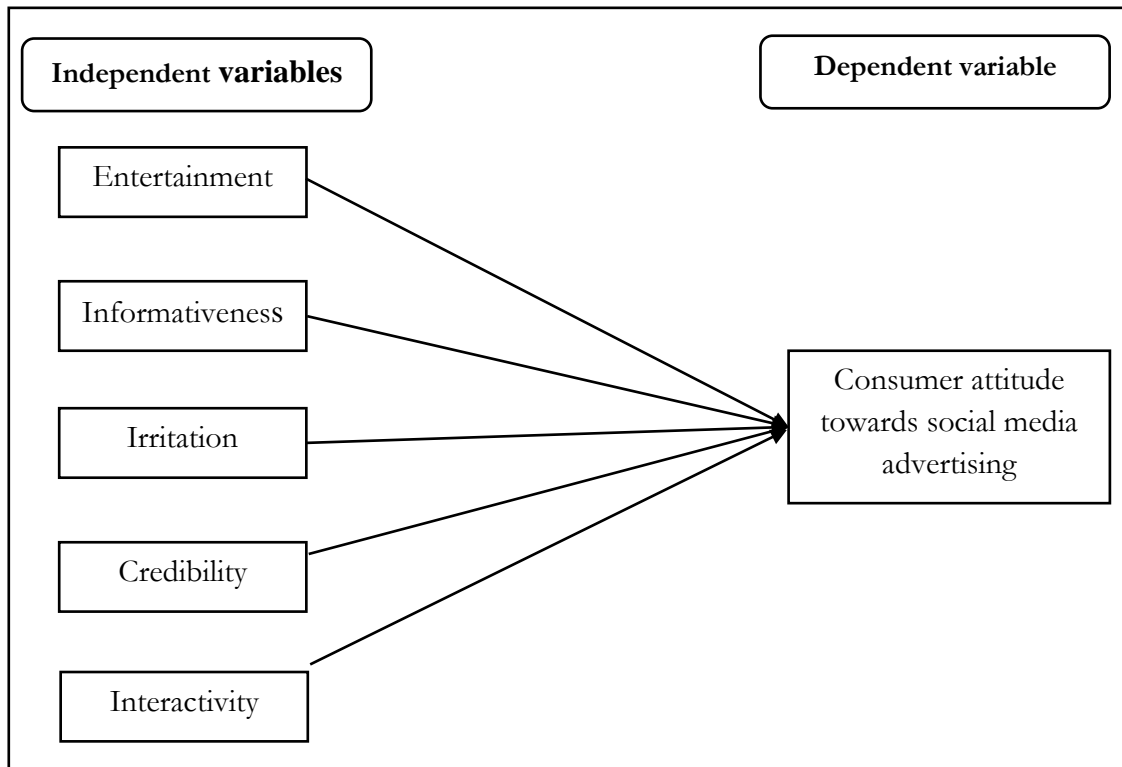 Independent variables
Dependent variable
Entertainment
Informativeness
Irritation
Credibility
Interactivity
Consumer attitude
towards social media
advertising